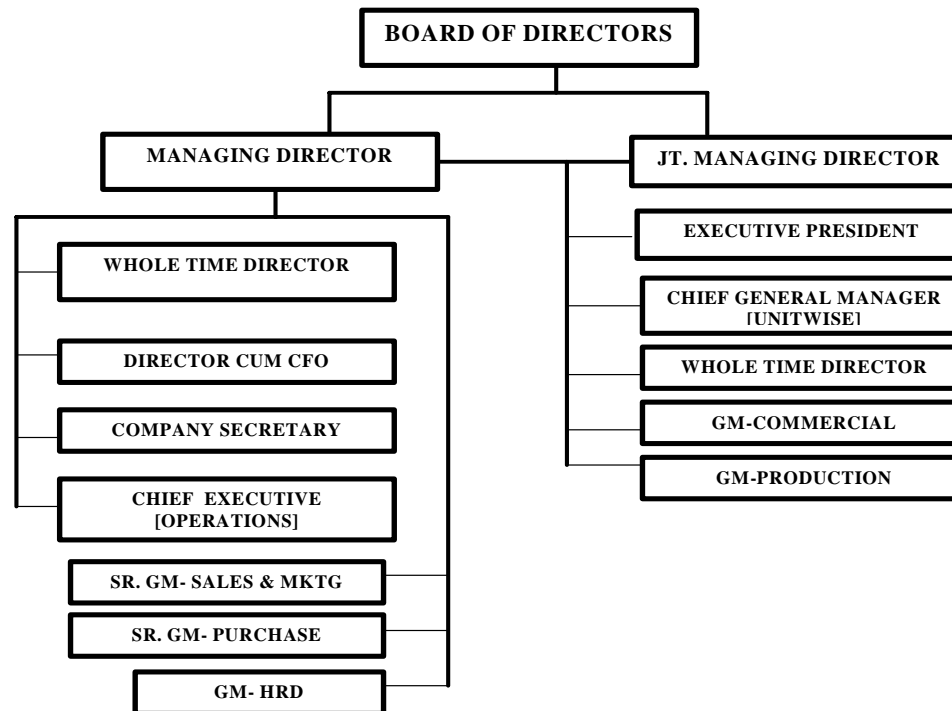 BOARD OF DIRECTORS
MANAGING DIRECTOR
JT. MANAGING DIRECTOR
WHOLE TIME DIRECTOR
DIRECTOR CUM CFO
COMPANY SECRETARY
CHIEF EXECUTIVE
[OPERATIONS]
SR. GM- SALES & MKTG
SR. GM- PURCHASE
GM- HRD
EXECUTIVE PRESIDENT
CHIEF GENERAL MANAGER
[UNITWISE]
WHOLE TIME DIRECTOR
GM-COMMERCIAL
GM-PRODUCTION